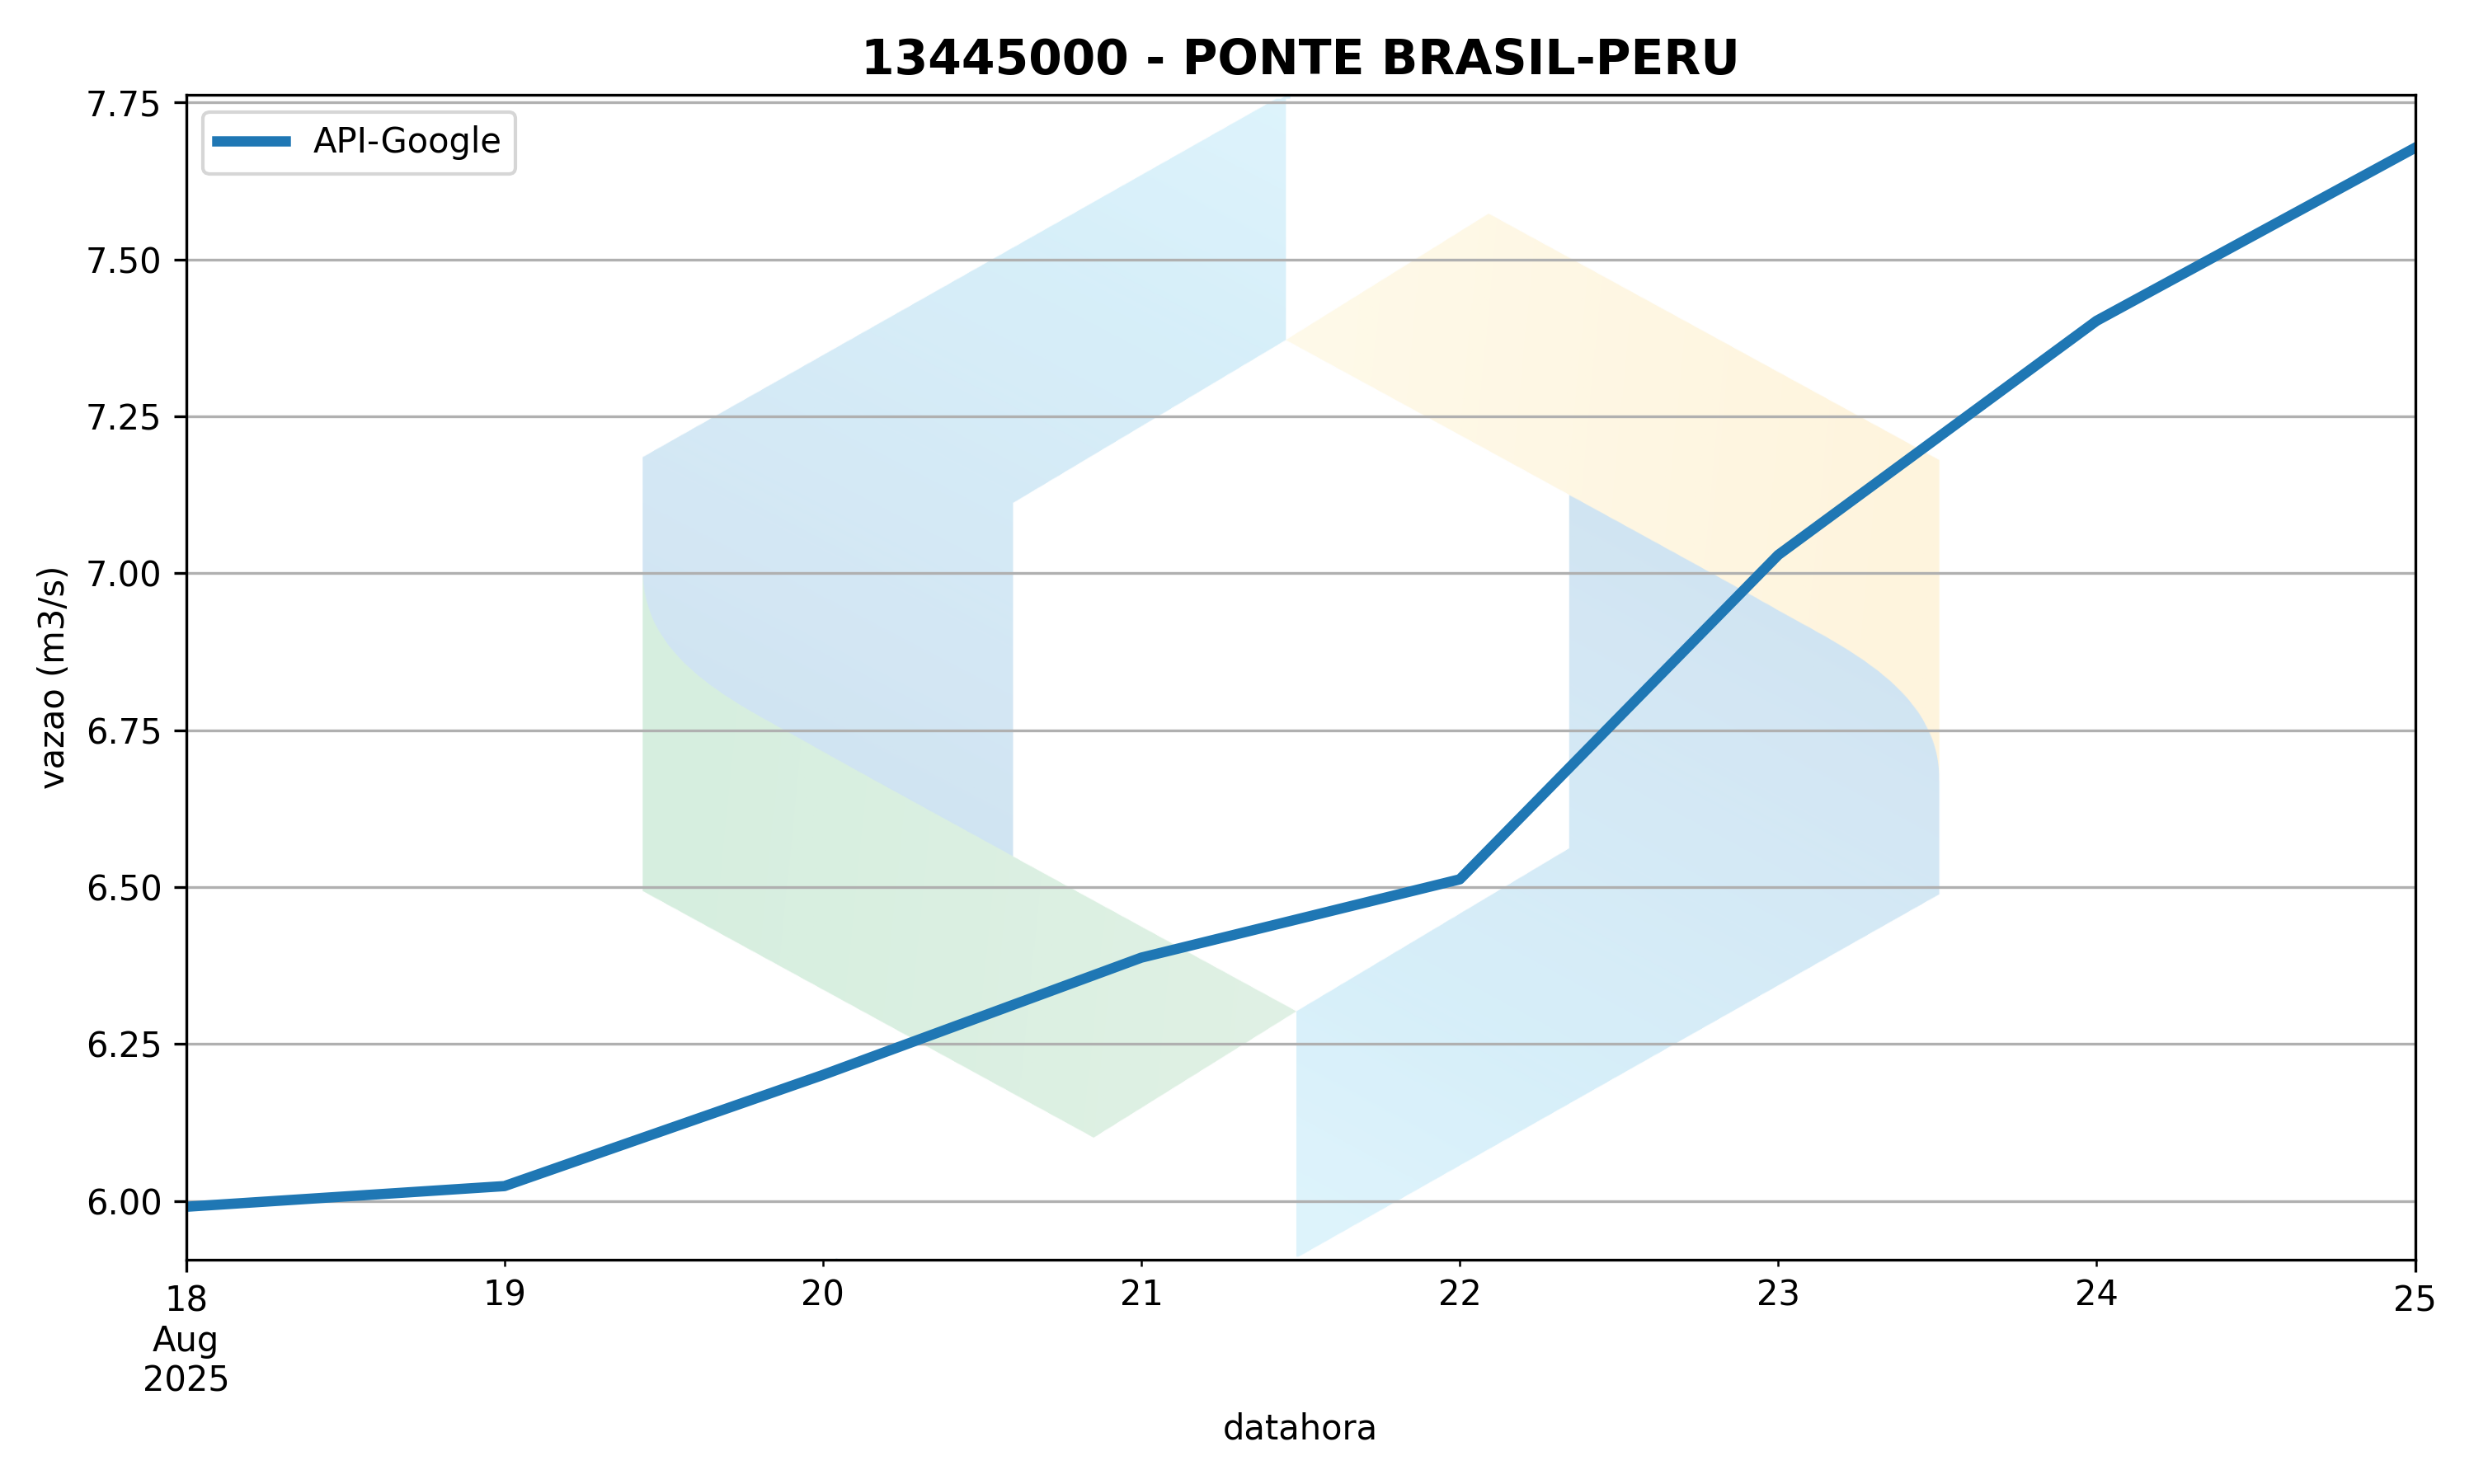 13445000 - PONTE BRASIL-PERU
API-Google
vazao (m3/s)
7.75
7.50
7.25
7.00
6.75
6.50
6.25
6.00
18 19 20 21 22 23 24 25
Aug
2025
datahora